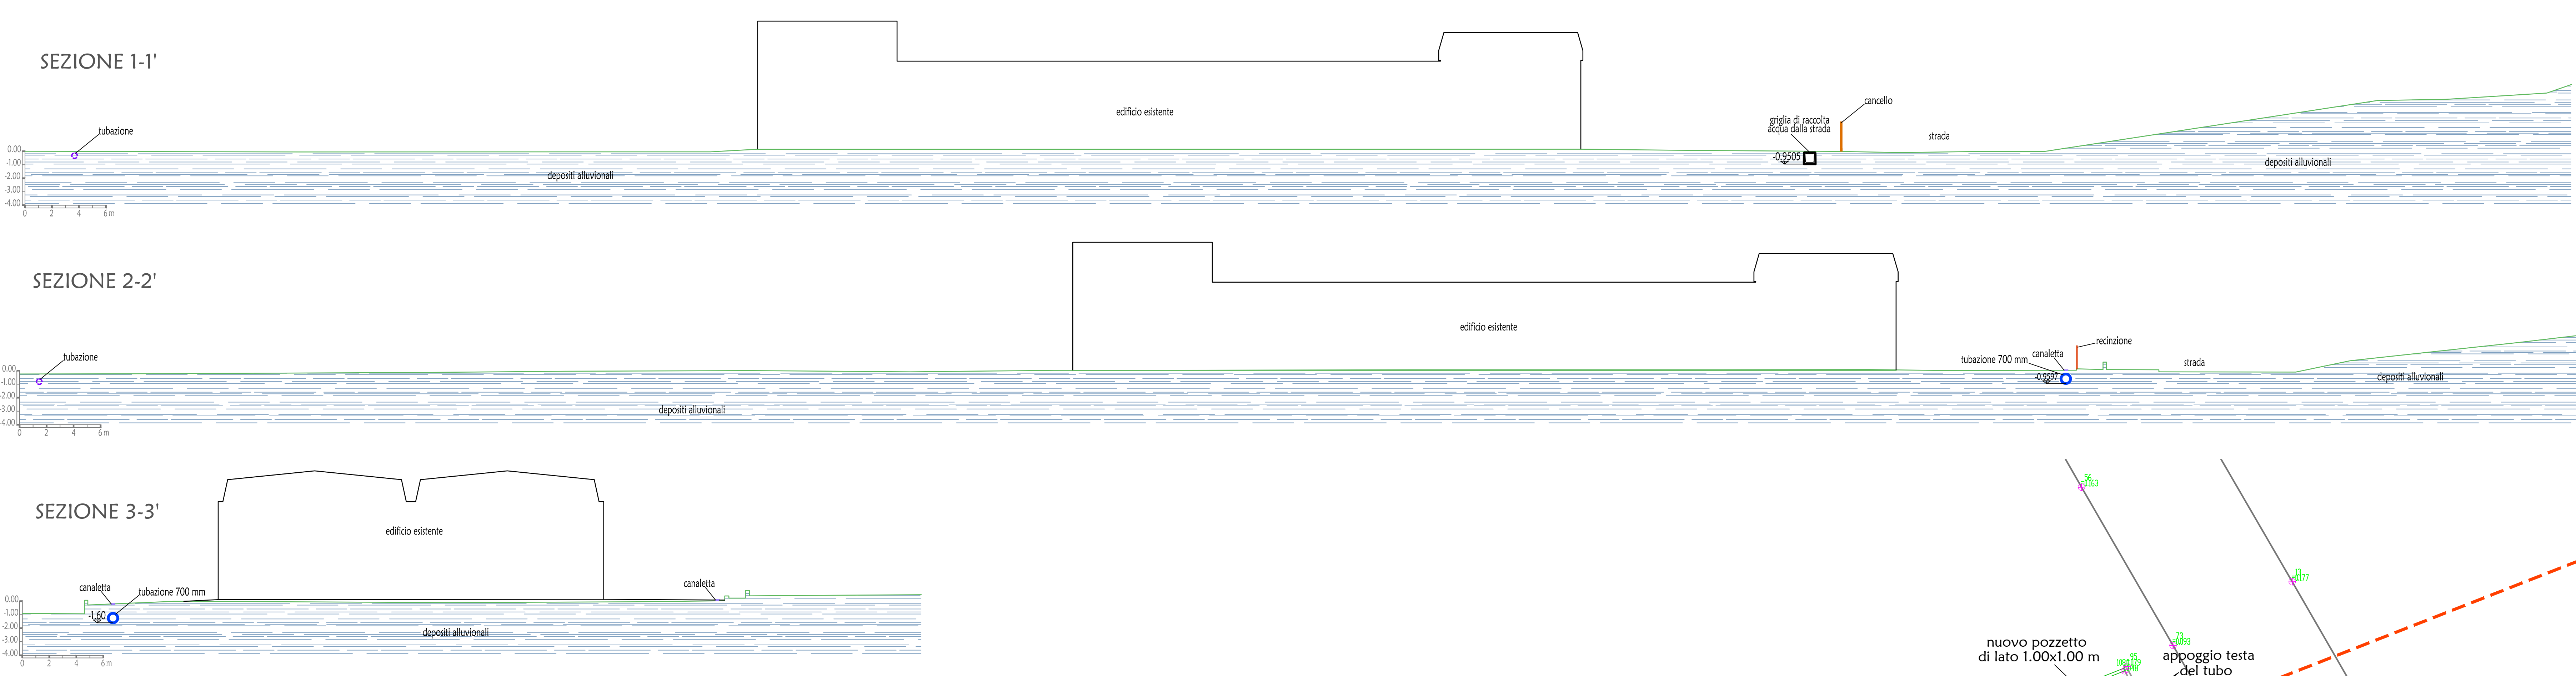 SEZIONE 1-1'
edificio esistente
cancello
griglia di raccolta
acqua dalla strada
strada
tubazione
0.00
-1.00
-2.00
-3.00
-4.00
-0.9505
depositi alluvionali
depositi alluvionali
0 2 4 6 m
SEZIONE 2-2'
edificio esistente
recinzione
canaletta
tubazione 700 mm
strada
tubazione
0.00
-1.00
-2.00
-3.00
-4.00
-0.9597
depositi alluvionali
depositi alluvionali
0 2 4 6 m
SEZIONE 3-3'
edificio esistente
canaletta
canaletta
tubazione 700 mm
0.00
-1.00
-2.00
-3.00
-4.00
-1.60
depositi alluvionali
0 2 4 6 m
56
13
73
95
nuovo pozzetto
di lato 1.00x1.00 m
appoggio testa
del tubo